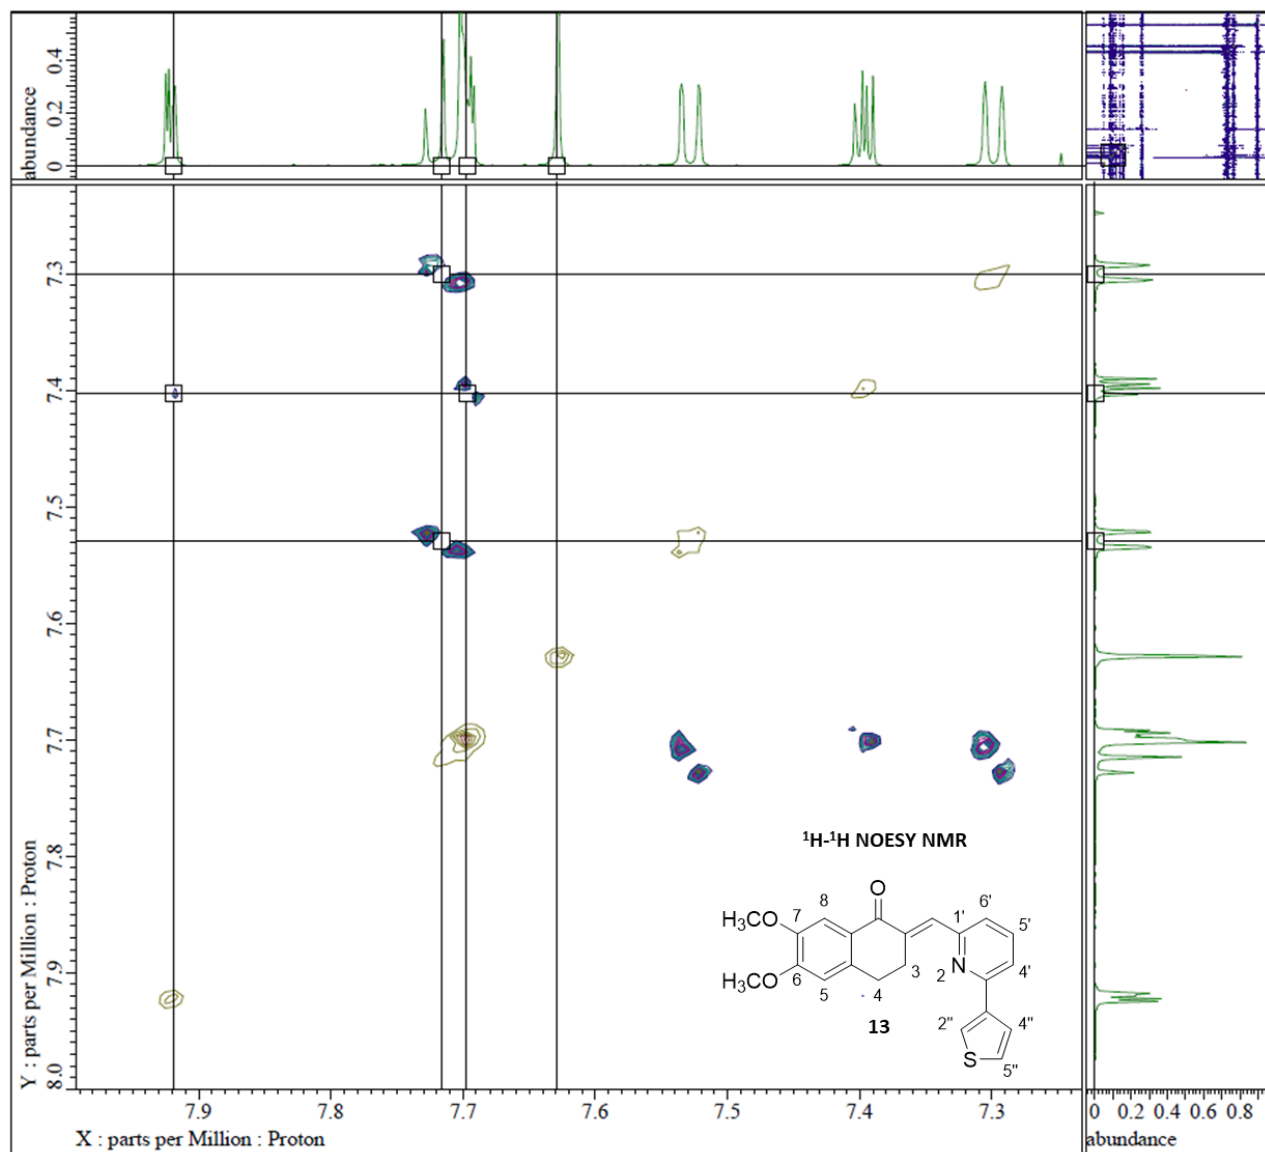 abundance
0 0.2 0.4
7.3
7.4
7.5
7.6
7.7
7.8
7.9
8.0
Y : parts per Million : Proton
7.9 7.8 7.7 7.6 7.5 7.4 7.3
X : parts per Million : Proton
0 0.2 0.4 0.6 0.8
abundance
¹H-¹H NOESY NMR
O
8
H3CO 7
1'
6'
5'
H3CO 6
5
4
3
2 N
4'
13
2"
4"
S
5"